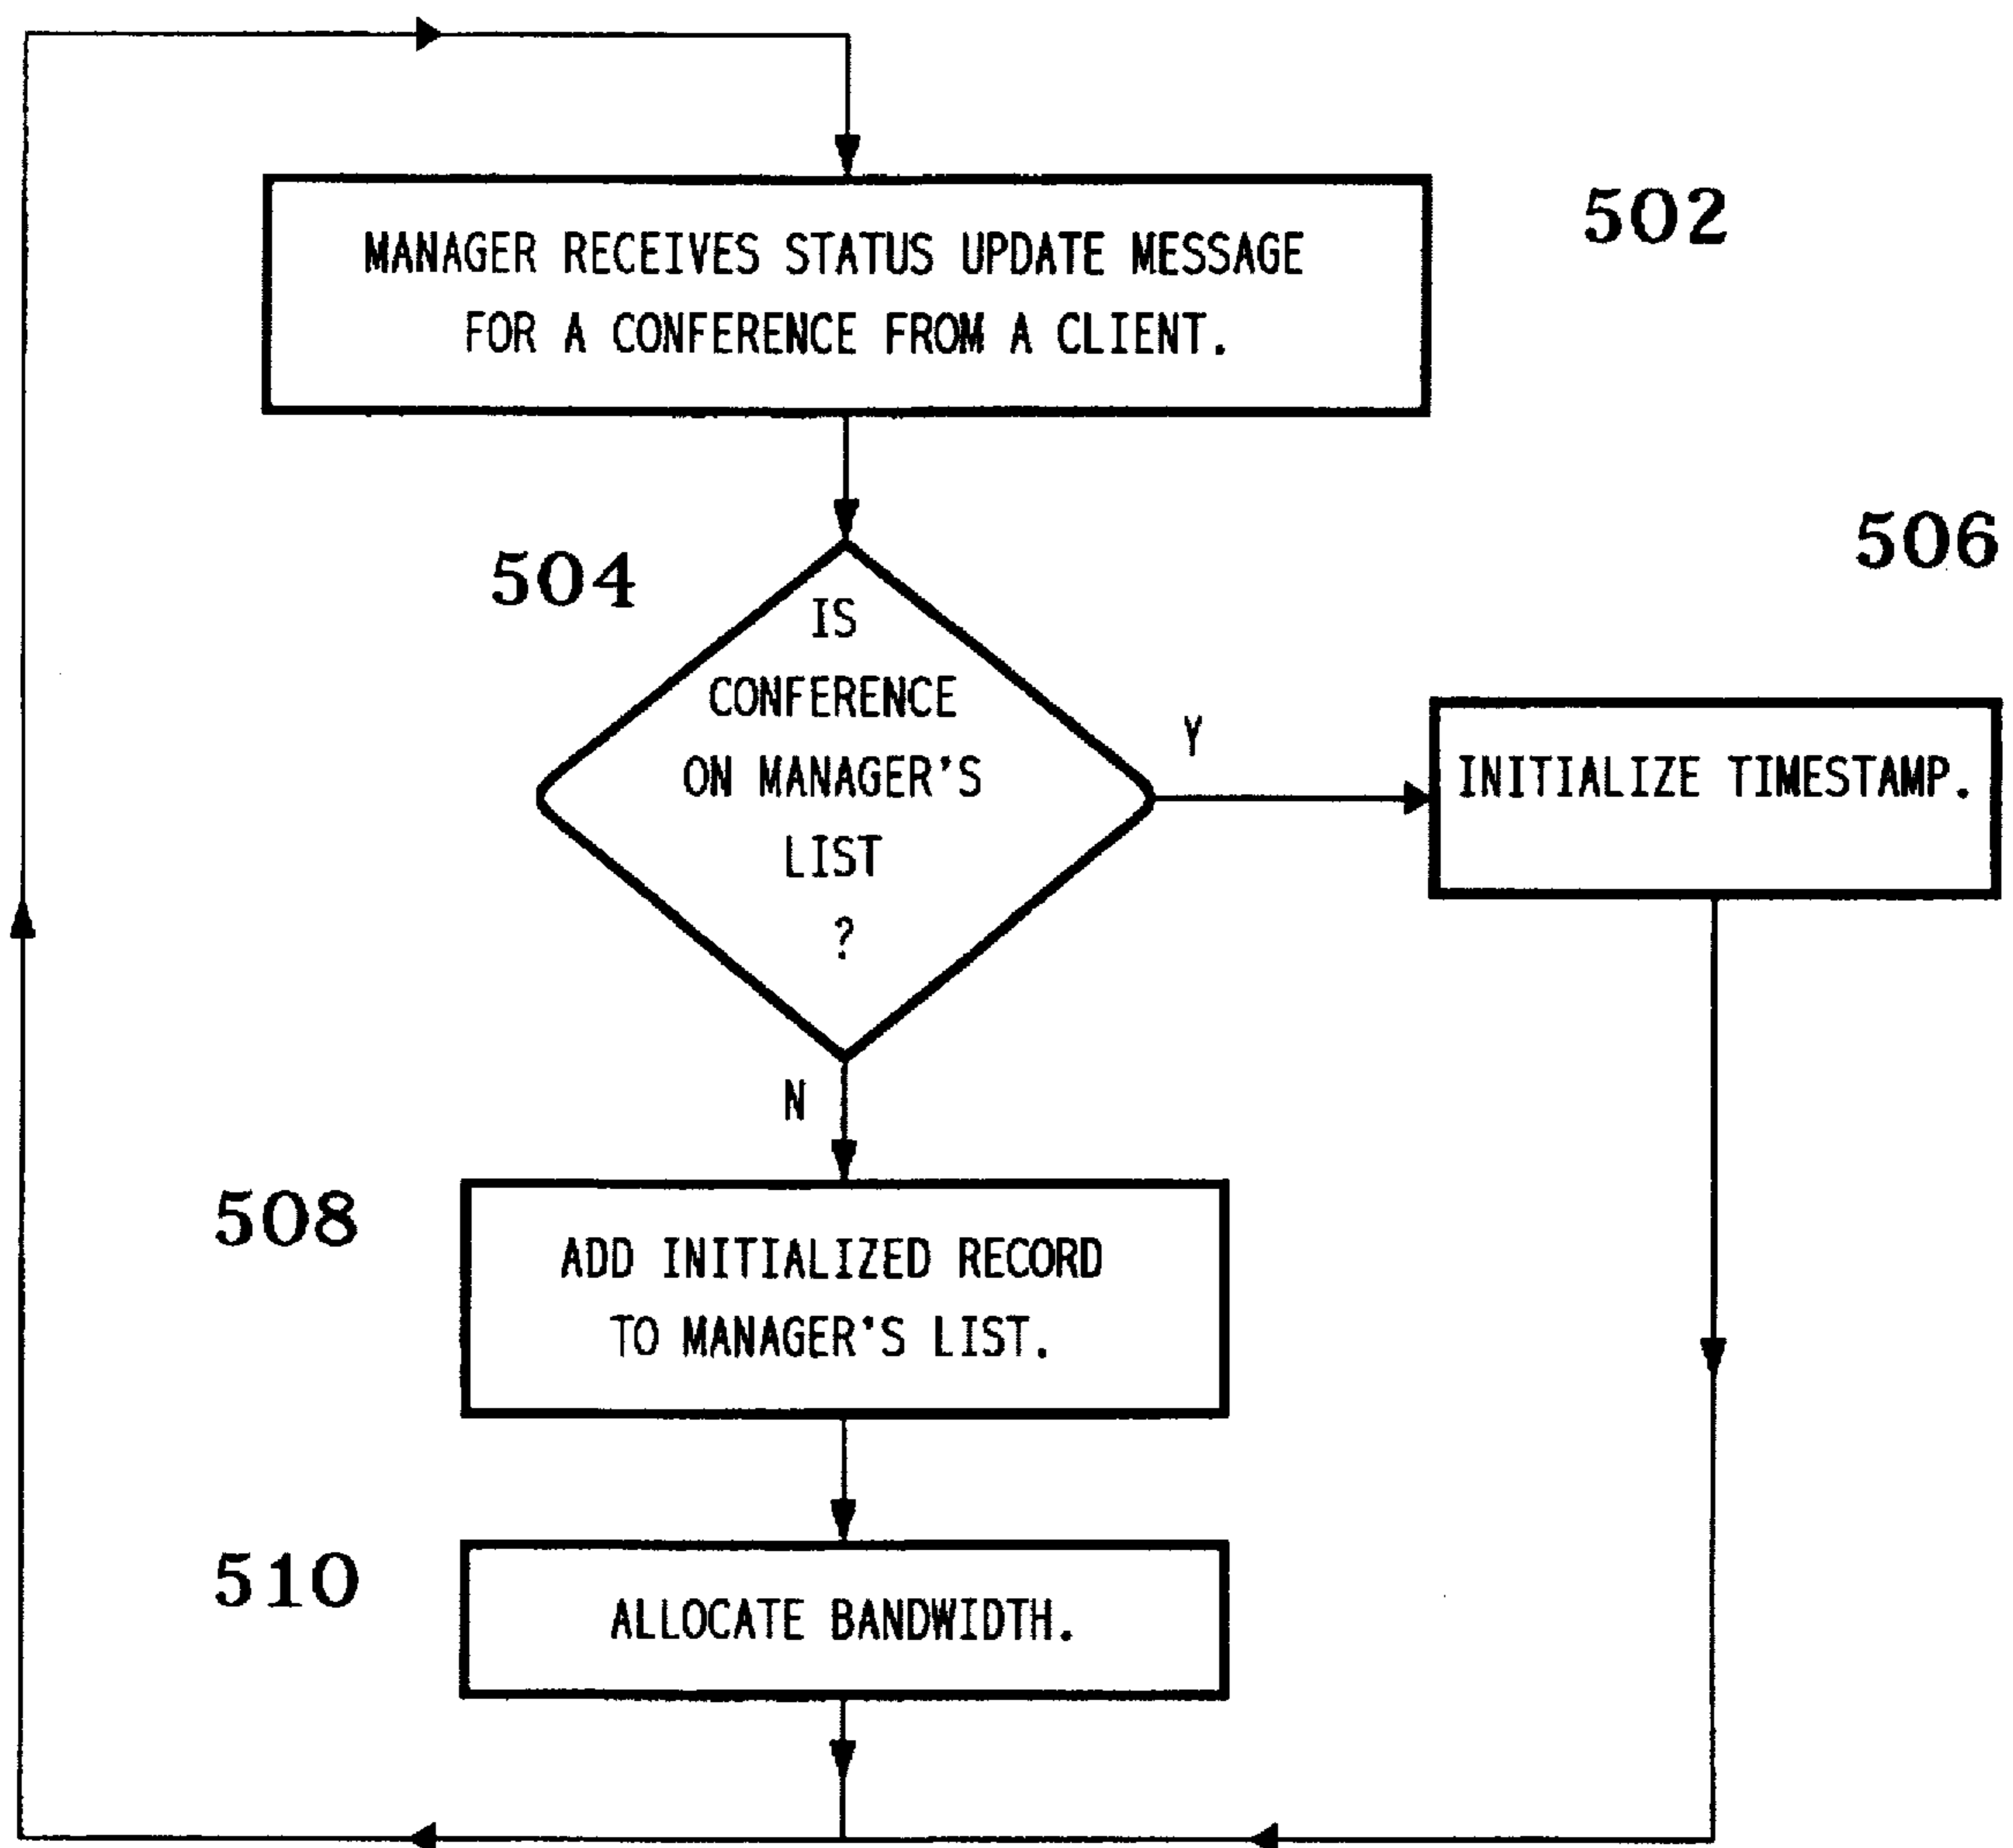 MANAGER RECEIVES STATUS UPDATE MESSAGE
FOR A CONFERENCE FROM A CLIENT.
502
504
IS
CONFERENCE
ON MANAGER'S
LIST
?
Y
506
INITIALIZE TIMESTAMP.
N
508
ADD INITIALIZED RECORD
TO MANAGER'S LIST.
510
ALLOCATE BANDWIDTH.